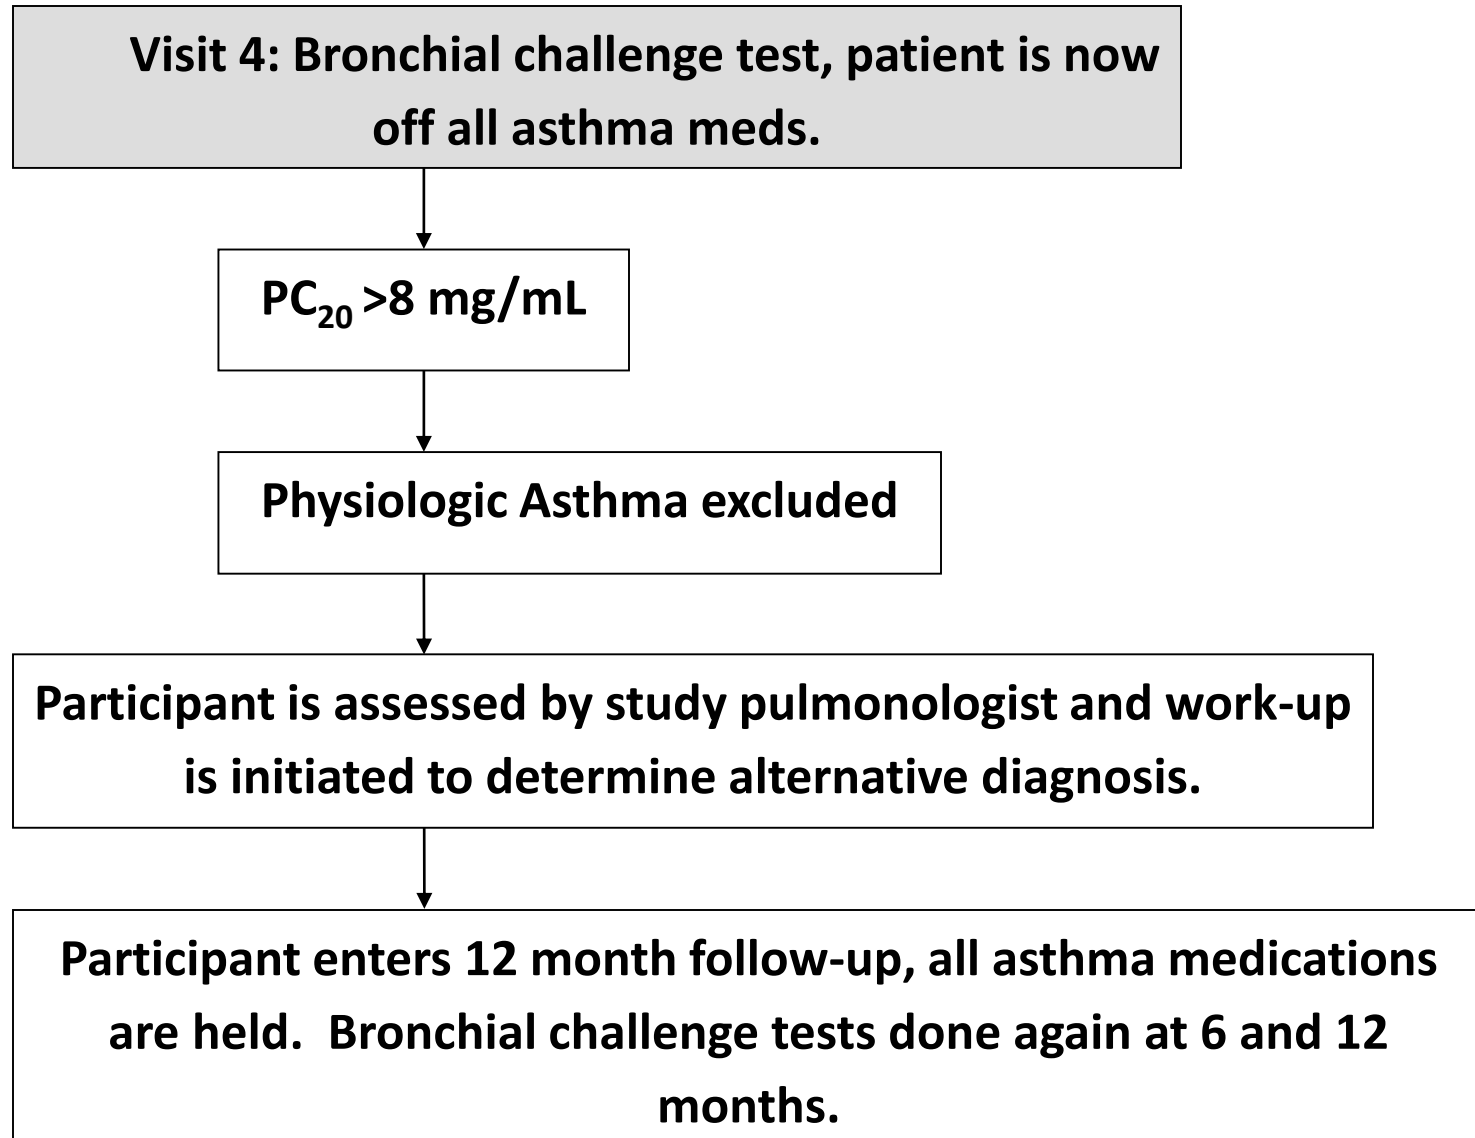 Visit 4: Bronchial challenge test, patient is now
off all asthma meds.
PC20 >8 mg/mL
Physiologic Asthma excluded
Participant is assessed by study pulmonologist and work-up
is initiated to determine alternative diagnosis.
Participant enters 12 month follow-up, all asthma medications
are held.  Bronchial challenge tests done again at 6 and 12
months.